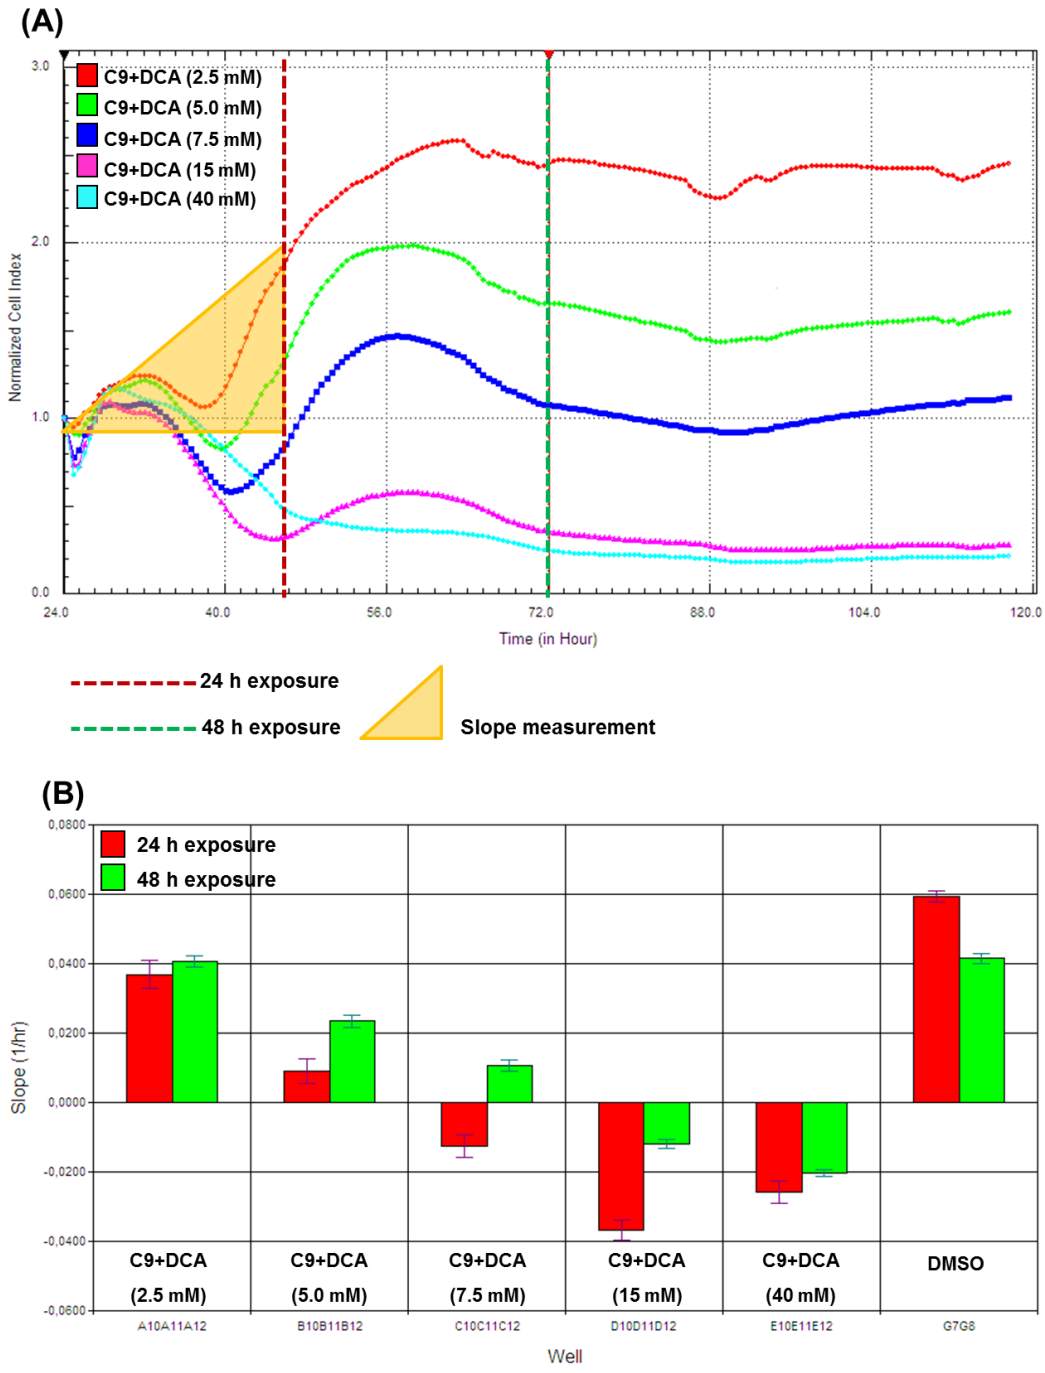 (A)
3.0
C9+DCA (2.5 mM)
C9+DCA (5.0 mM)
C9+DCA (7.5 mM)
C9+DCA (15 mM)
C9+DCA (40 mM)
2.0
1.0
0.0
Normalized Cell Index
24.0 40.0 56.0 72.0 88.0 104.0 120.0
Time (in Hour)
24 h exposure
48 h exposure
Slope measurement
(B)
0,0800
24 h exposure
48 h exposure
0,0600
0,0400
0,0200
0,0000
-0,0200
-0,0400
-0,0600
Slope (1/hr)
C9+DCA C9+DCA C9+DCA C9+DCA C9+DCA DMSO
(2.5 mM) (5.0 mM) (7.5 mM) (15 mM) (40 mM)
A10A11A12 B10B11B12 C10C11C12 D10D11D12 E10E11E12 G7G8
Well